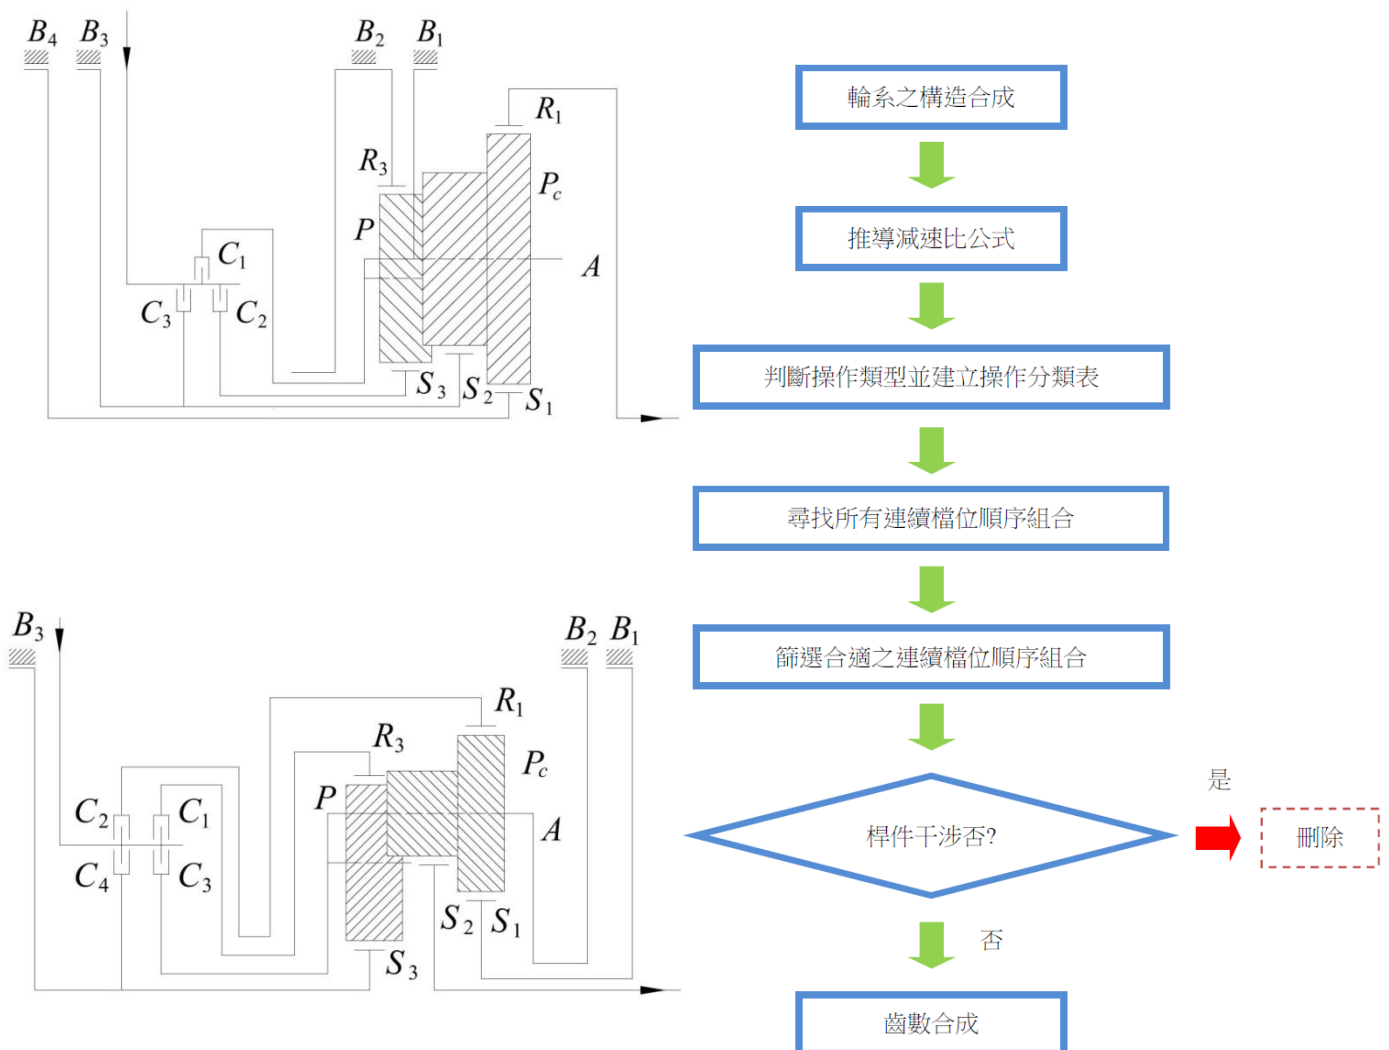 B₄
B₃
B₂
B₁
R₁
R₃
P_c
P
A
C₁
C₃
C₂
S₃
S₂
S₁
B₃
B₂
B₁
R₁
R₃
P_c
P
A
C₂
C₁
C₄
C₃
S₂
S₁
S₃
輪系之構造合成
推導減速比公式
判斷操作類型並建立操作分類表
尋找所有連續檔位順序組合
篩選合適之連續檔位順序組合
桿件干涉否?
是
刪除
否
齒數合成